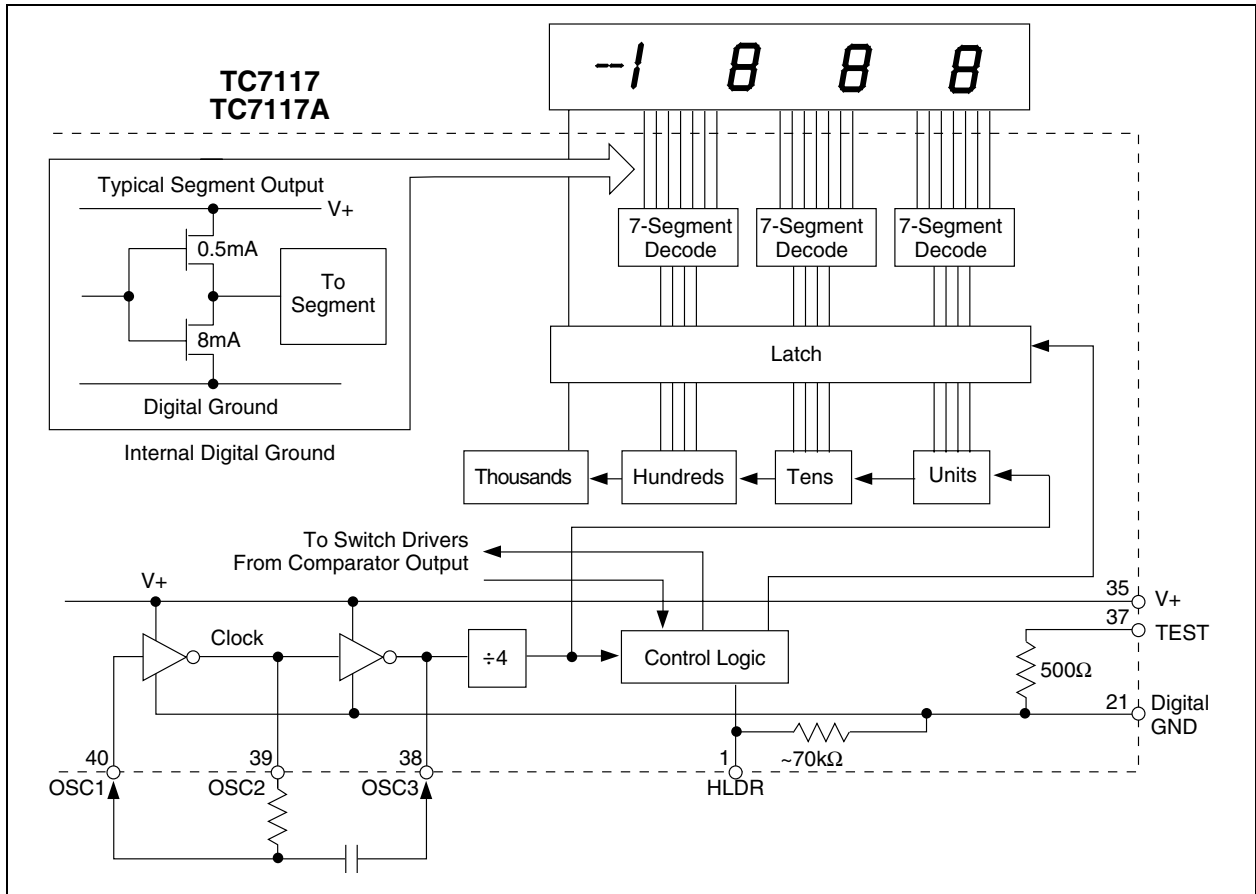 -1 8 8 8
TC7117
TC7117A
Typical Segment Output
V+
0.5mA
To
Segment
8mA
Digital Ground
Internal Digital Ground
7-Segment
Decode
7-Segment
Decode
7-Segment
Decode
Latch
Thousands
Hundreds
Tens
Units
To Switch Drivers
From Comparator Output
V+
Clock
÷4
Control Logic
35
V+
37
TEST
500Ω
21
Digital
GND
~70kΩ
40
OSC1
39
OSC2
38
OSC3
1
HLDR